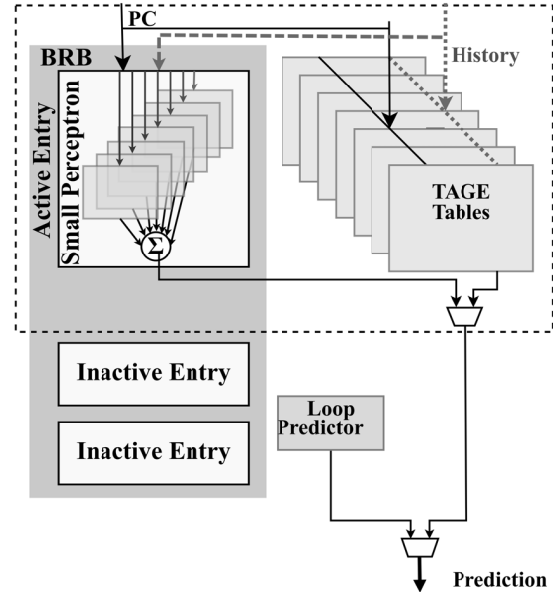 PC
BRB
History
Active Entry
Small Perceptron
Σ
TAGE
Tables
Inactive Entry
Inactive Entry
Loop
Predictor
Prediction